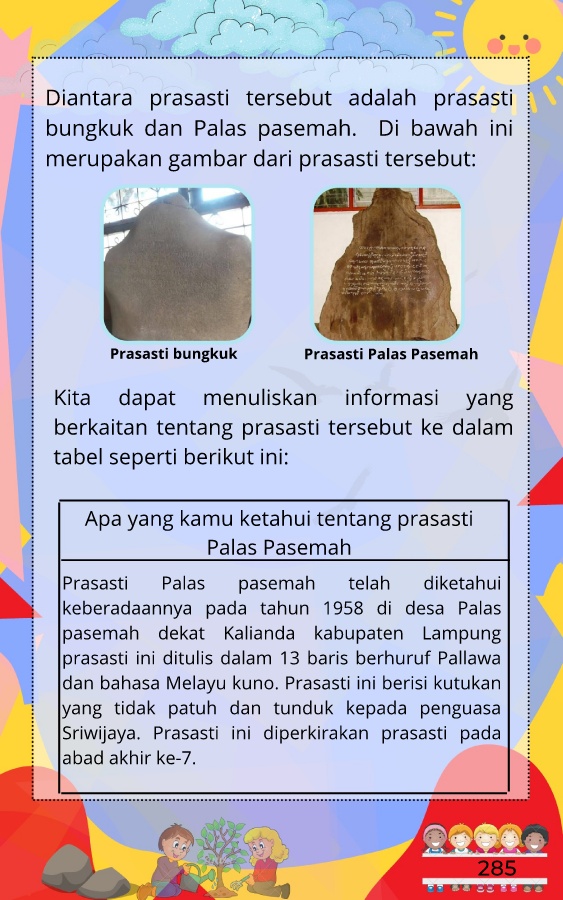 Diantara prasasti tersebut adalah prasasti
bungkuk dan Palas pasemah. Di bawah ini
merupakan gambar dari prasasti tersebut:
Prasasti bungkuk
Prasasti Palas Pasemah
Kita dapat menuliskan informasi yang
berkaitan tentang prasasti tersebut ke dalam
tabel seperti berikut ini:
Apa yang kamu ketahui tentang prasasti
Palas Pasemah
Prasasti Palas pasemah telah diketahui
keberadaannya pada tahun 1958 di desa Palas
pasemah dekat Kalianda kabupaten Lampung
prasasti ini ditulis dalam 13 baris berhuruf Pallawa
dan bahasa Melayu kuno. Prasasti ini berisi kutukan
yang tidak patuh dan tunduk kepada penguasa
Sriwijaya. Prasasti ini diperkirakan prasasti pada
abad akhir ke-7.
285